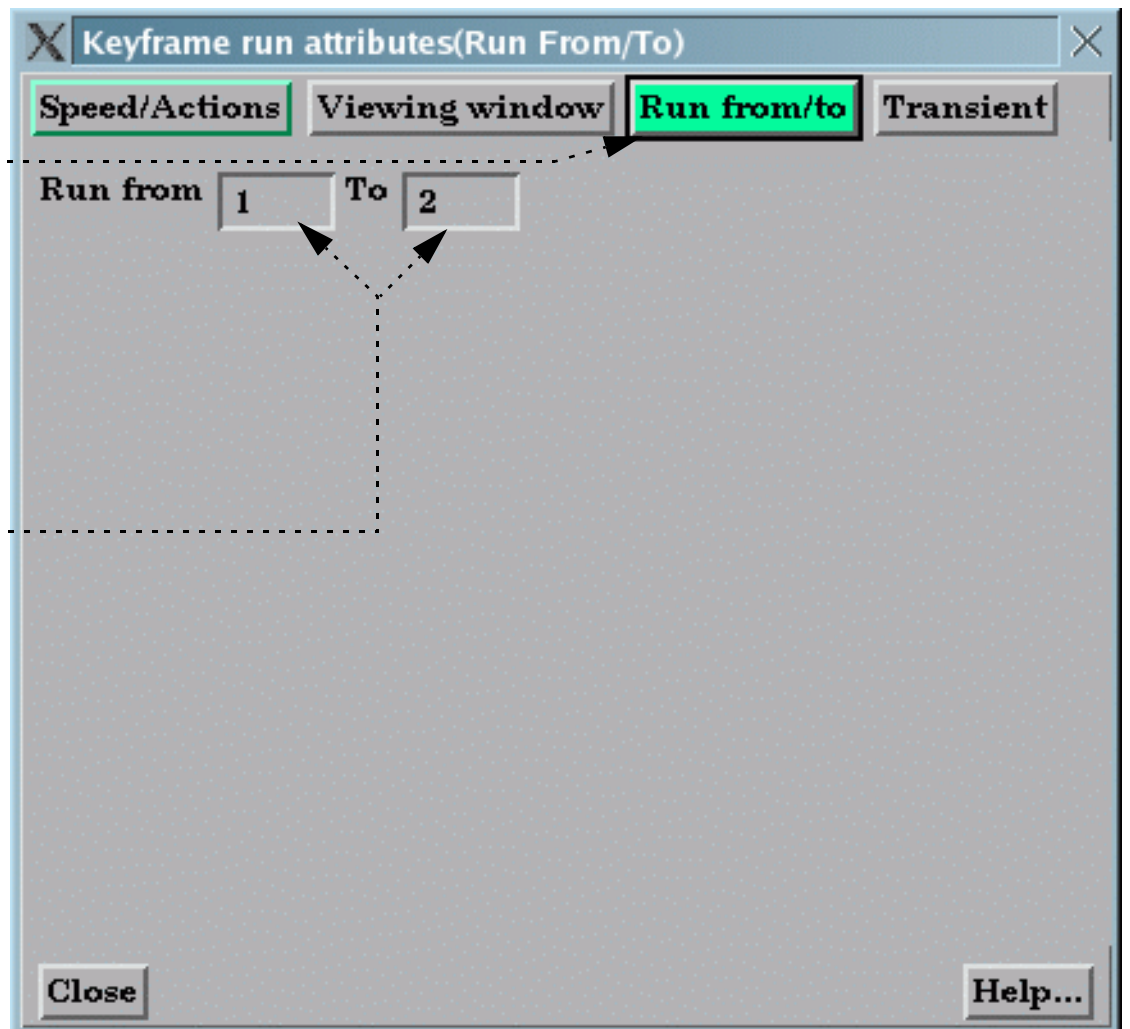 Keyframe run attributes(Run From/To)
Speed/Actions Viewing window Run from/to Transient
Run from 1 To 2
Close Help...